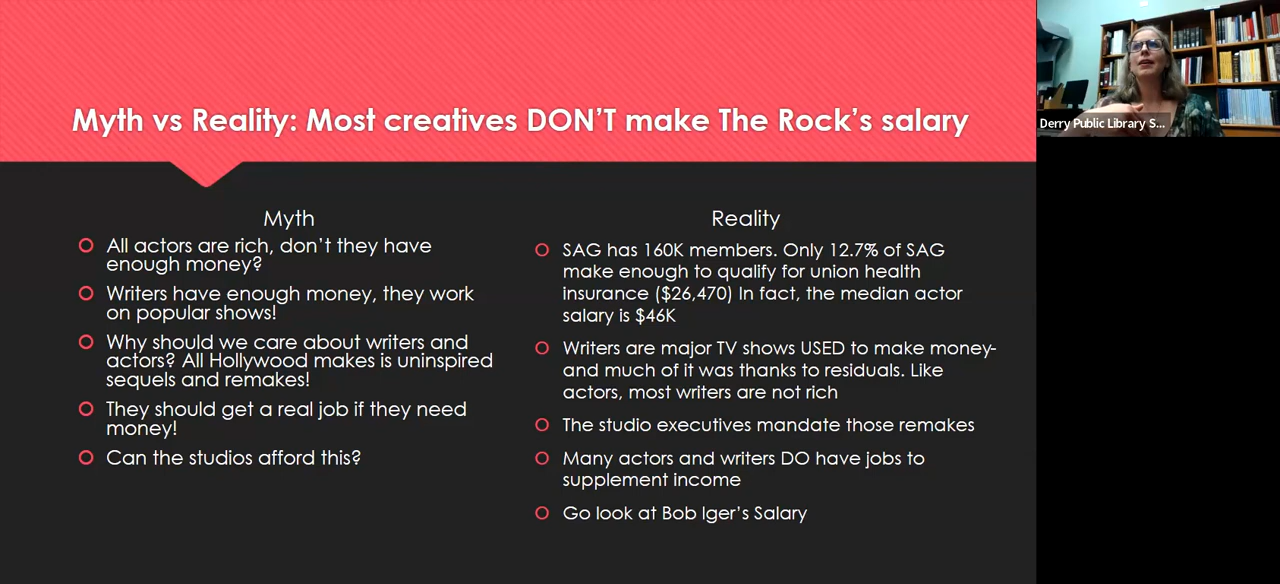 Myth vs Reality: Most creatives DON'T make The Rock's salary
Myth
All actors are rich, don't they have
enough money?
Writers have enough money, they work
on popular shows!
Why should we care about writers and
actors? All Hollywood makes is uninspired
sequels and remakes!
They should get a real job if they need
money!
Can the studios afford this?
Reality
SAG has 160K members. Only 12.7% of SAG
make enough to qualify for union health
insurance ($26,470) In fact, the median actor
salary is $46K
Writers are major TV shows USED to make money-
and much of it was thanks to residuals. Like
actors, most writers are not rich
The studio executives mandate those remakes
Many actors and writers DO have jobs to
supplement income
Go look at Bob Iger's Salary
Derry Public Library S...